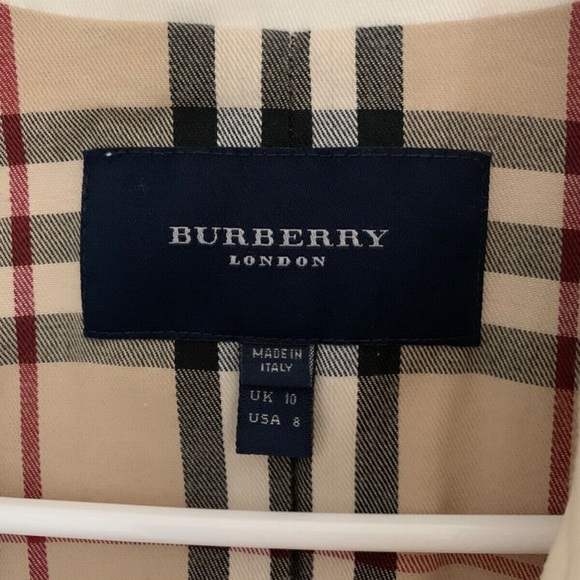 BURBERRY
LONDON
MADE IN
ITALY
UK 10
USA 8